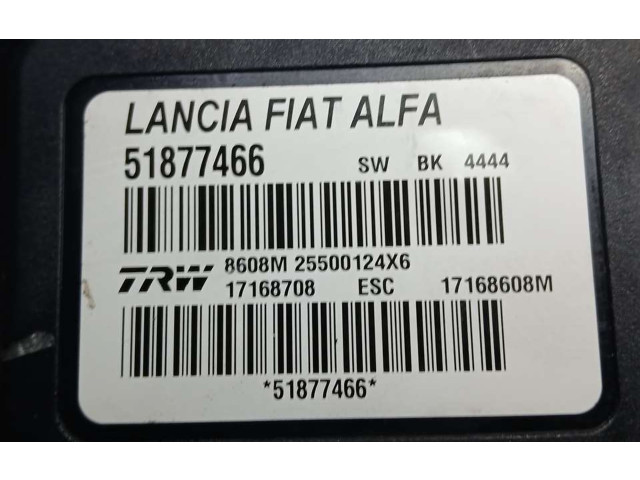 LANCIA FIAT ALFA
51877466 SW BK 4444
TRW 8608M 25500124X6
17168708 ESC 17168608M
*51877466*